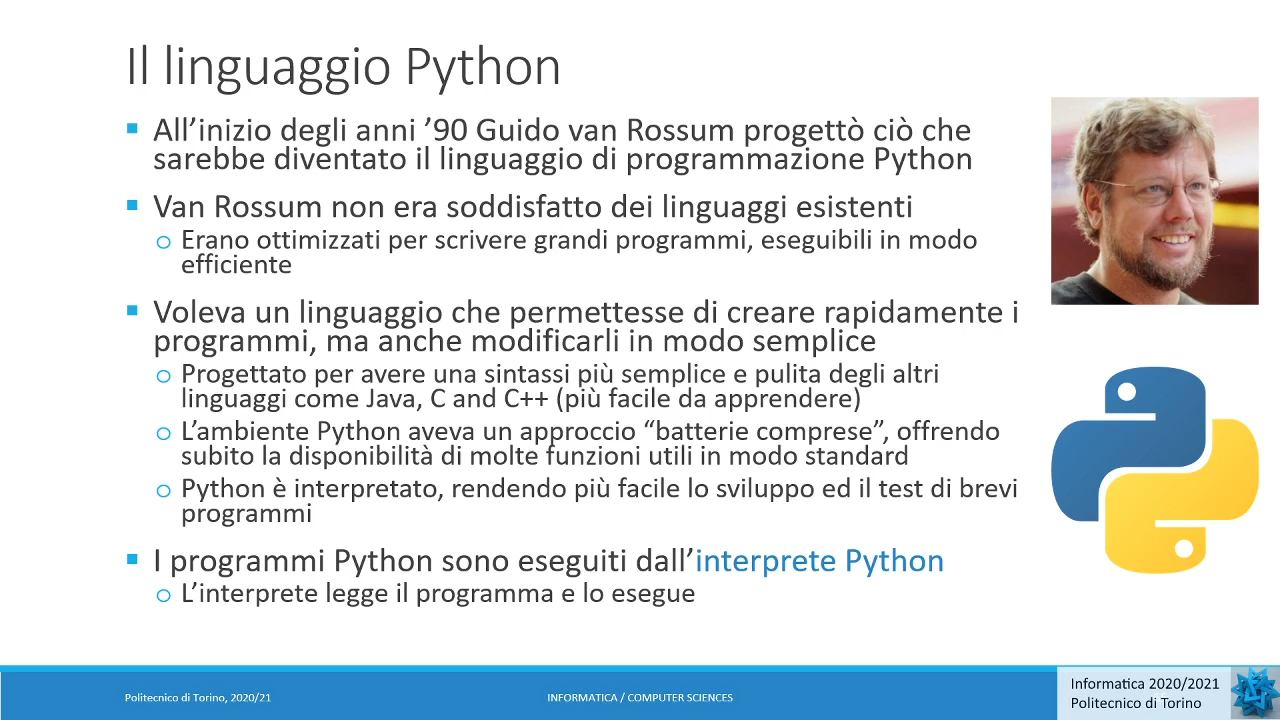 Il linguaggio Python
All’inizio degli anni ’90 Guido van Rossum progettò ciò che
sarebbe diventato il linguaggio di programmazione Python
Van Rossum non era soddisfatto dei linguaggi esistenti
Erano ottimizzati per scrivere grandi programmi, eseguibili in modo
efficiente
Voleva un linguaggio che permettesse di creare rapidamente i
programmi, ma anche modificarli in modo semplice
Progettato per avere una sintassi più semplice e pulita degli altri
linguaggi come Java, C and C++ (più facile da apprendere)
L’ambiente Python aveva un approccio “batterie comprese”, offrendo
subito la disponibilità di molte funzioni utili in modo standard
Python è interpretato, rendendo più facile lo sviluppo ed il test di brevi
programmi
I programmi Python sono eseguiti dall’interprete Python
L’interprete legge il programma e lo esegue
Politecnico di Torino, 2020/21
INFORMATICA / COMPUTER SCIENCES
Informatica 2020/2021
Politecnico di Torino